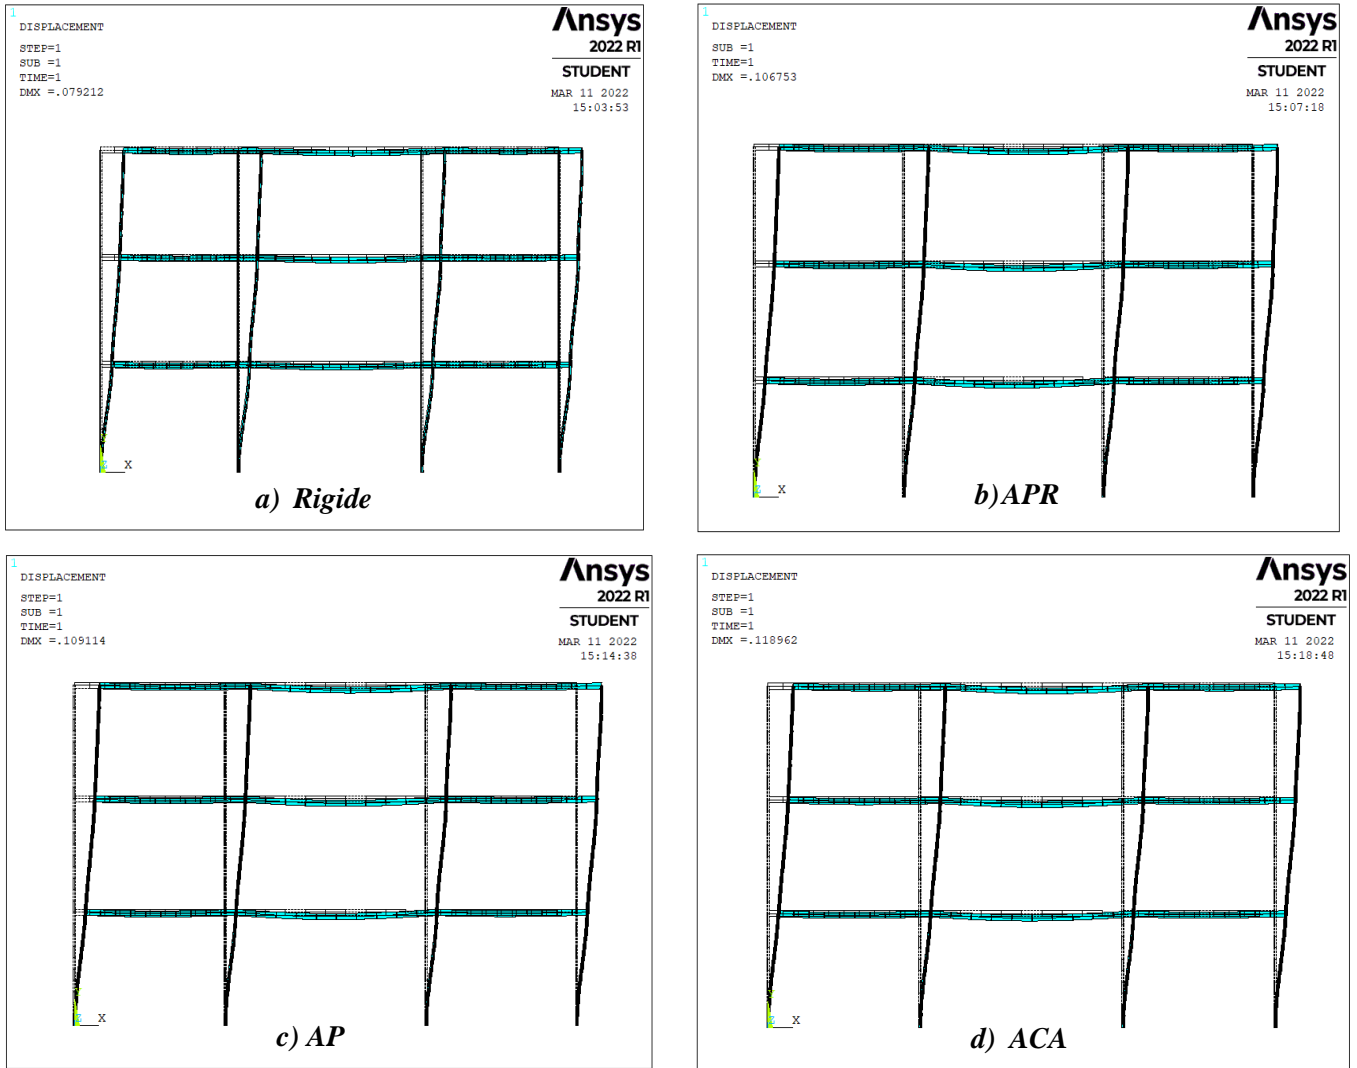 1
DISPLACEMENT
STEP=1
SUB =1
TIME=1
DMX =.079212
Ansys
2022 R1
STUDENT
MAR 11 2022
15:03:53
Z X
a) Rigide
1
DISPLACEMENT
SUB =1
TIME=1
DMX =.106753
Ansys
2022 R1
STUDENT
MAR 11 2022
15:07:18
Z X
b) APR
1
DISPLACEMENT
STEP=1
SUB =1
TIME=1
DMX =.109114
Ansys
2022 R1
STUDENT
MAR 11 2022
15:14:38
Z X
c) AP
1
DISPLACEMENT
STEP=1
SUB =1
TIME=1
DMX =.118962
Ansys
2022 R1
STUDENT
MAR 11 2022
15:18:48
Z X
d) ACA